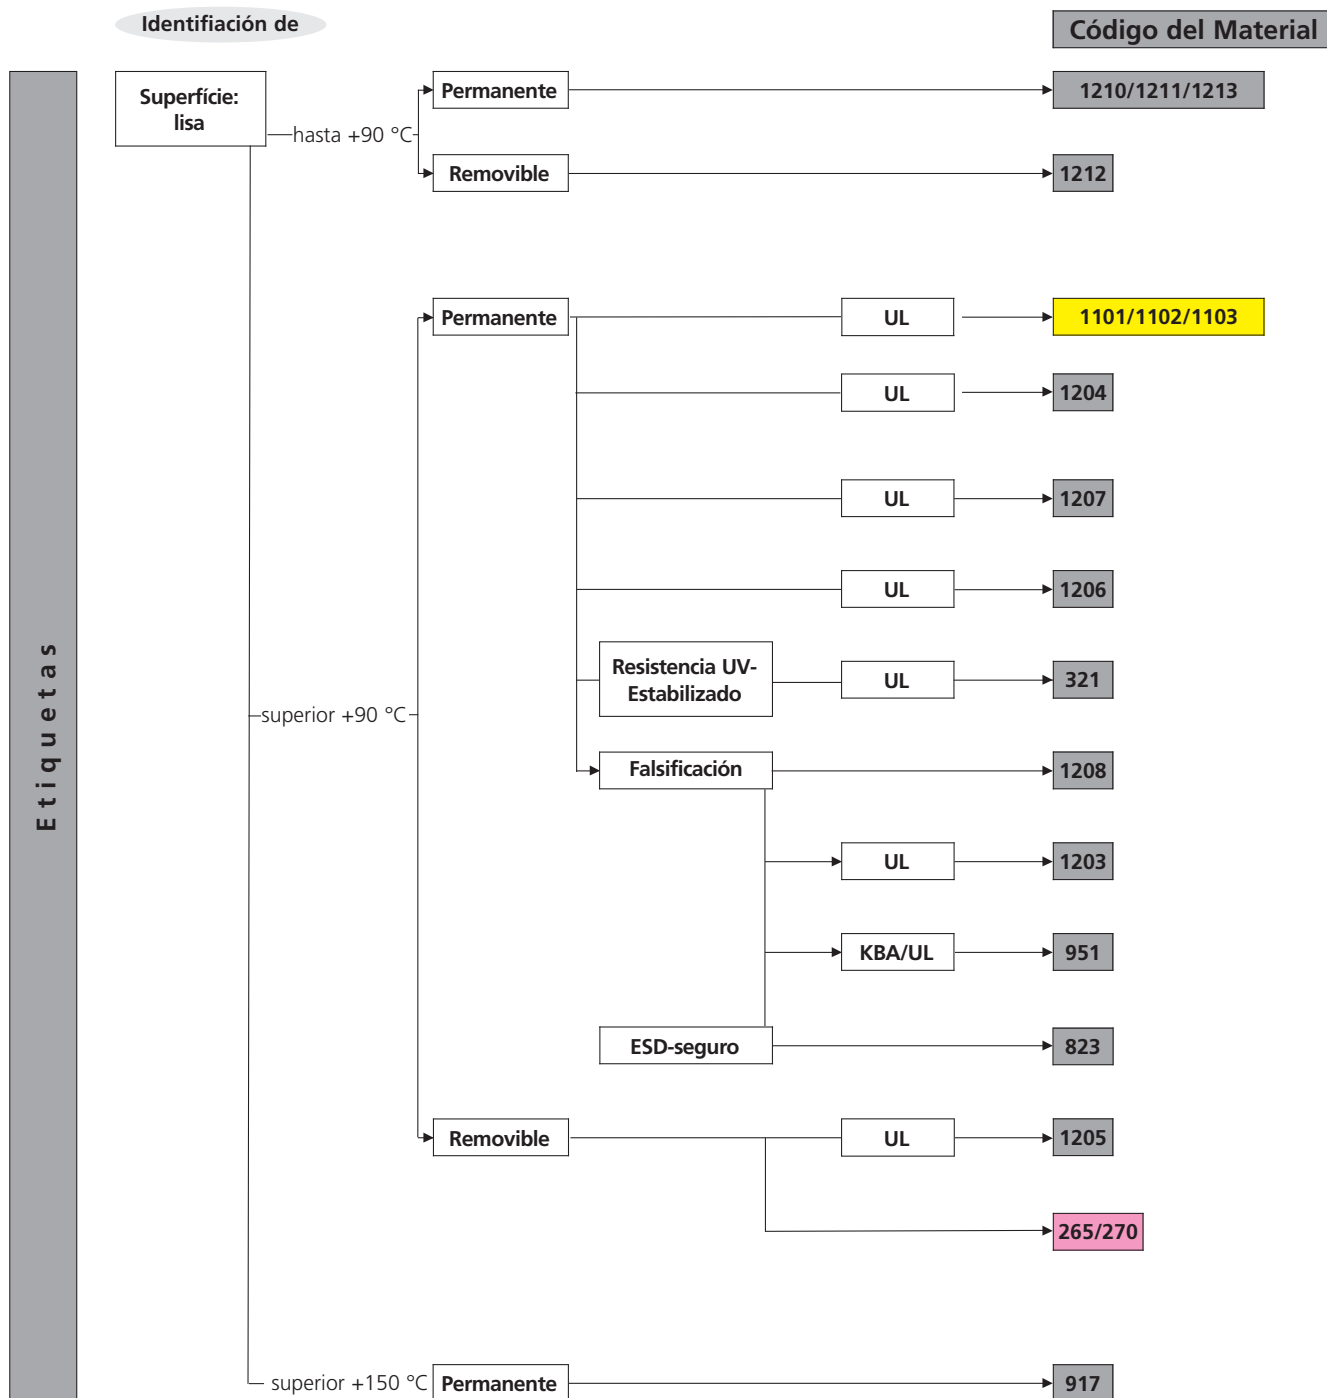 Identifiación de
Código del Material
Etiquetas
Superfície:
lisa
hasta +90 °C
Permanente
1210/1211/1213
Removible
1212
superior +90 °C
Permanente
UL
1101/1102/1103
UL
1204
UL
1207
UL
1206
Resistencia UV-
Estabilizado
UL
321
Falsificación
1208
UL
1203
KBA/UL
951
ESD-seguro
823
Removible
UL
1205
265/270
superior +150 °C
Permanente
917